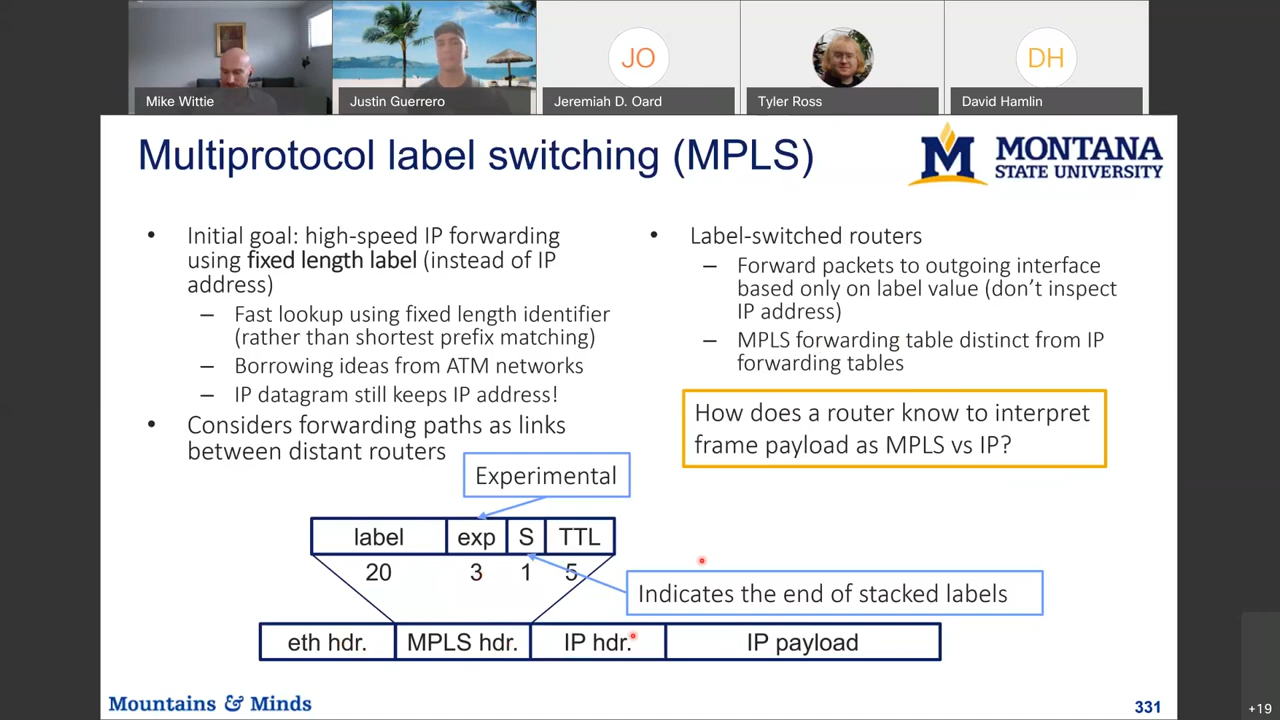 JO
DH
Mike Wittie
Justin Guerrero
Jeremiah D. Oard
Tyler Ross
David Hamlin
Multiprotocol label switching (MPLS)
M
MONTANA
STATE UNIVERSITY
• Initial goal: high-speed IP forwarding
using fixed length label (instead of IP
address)
– Fast lookup using fixed length identifier
(rather than shortest prefix matching)
– Borrowing ideas from ATM networks
– IP datagram still keeps IP address!
• Considers forwarding paths as links
between distant routers
• Label-switched routers
– Forward packets to outgoing interface
based only on label value (don’t inspect
IP address)
– MPLS forwarding table distinct from IP
forwarding tables
How does a router know to interpret
frame payload as MPLS vs IP?
Experimental
label exp S TTL
20 3 1 5
Indicates the end of stacked labels
eth hdr. MPLS hdr. IP hdr. IP payload
Mountains & Minds
331
+19